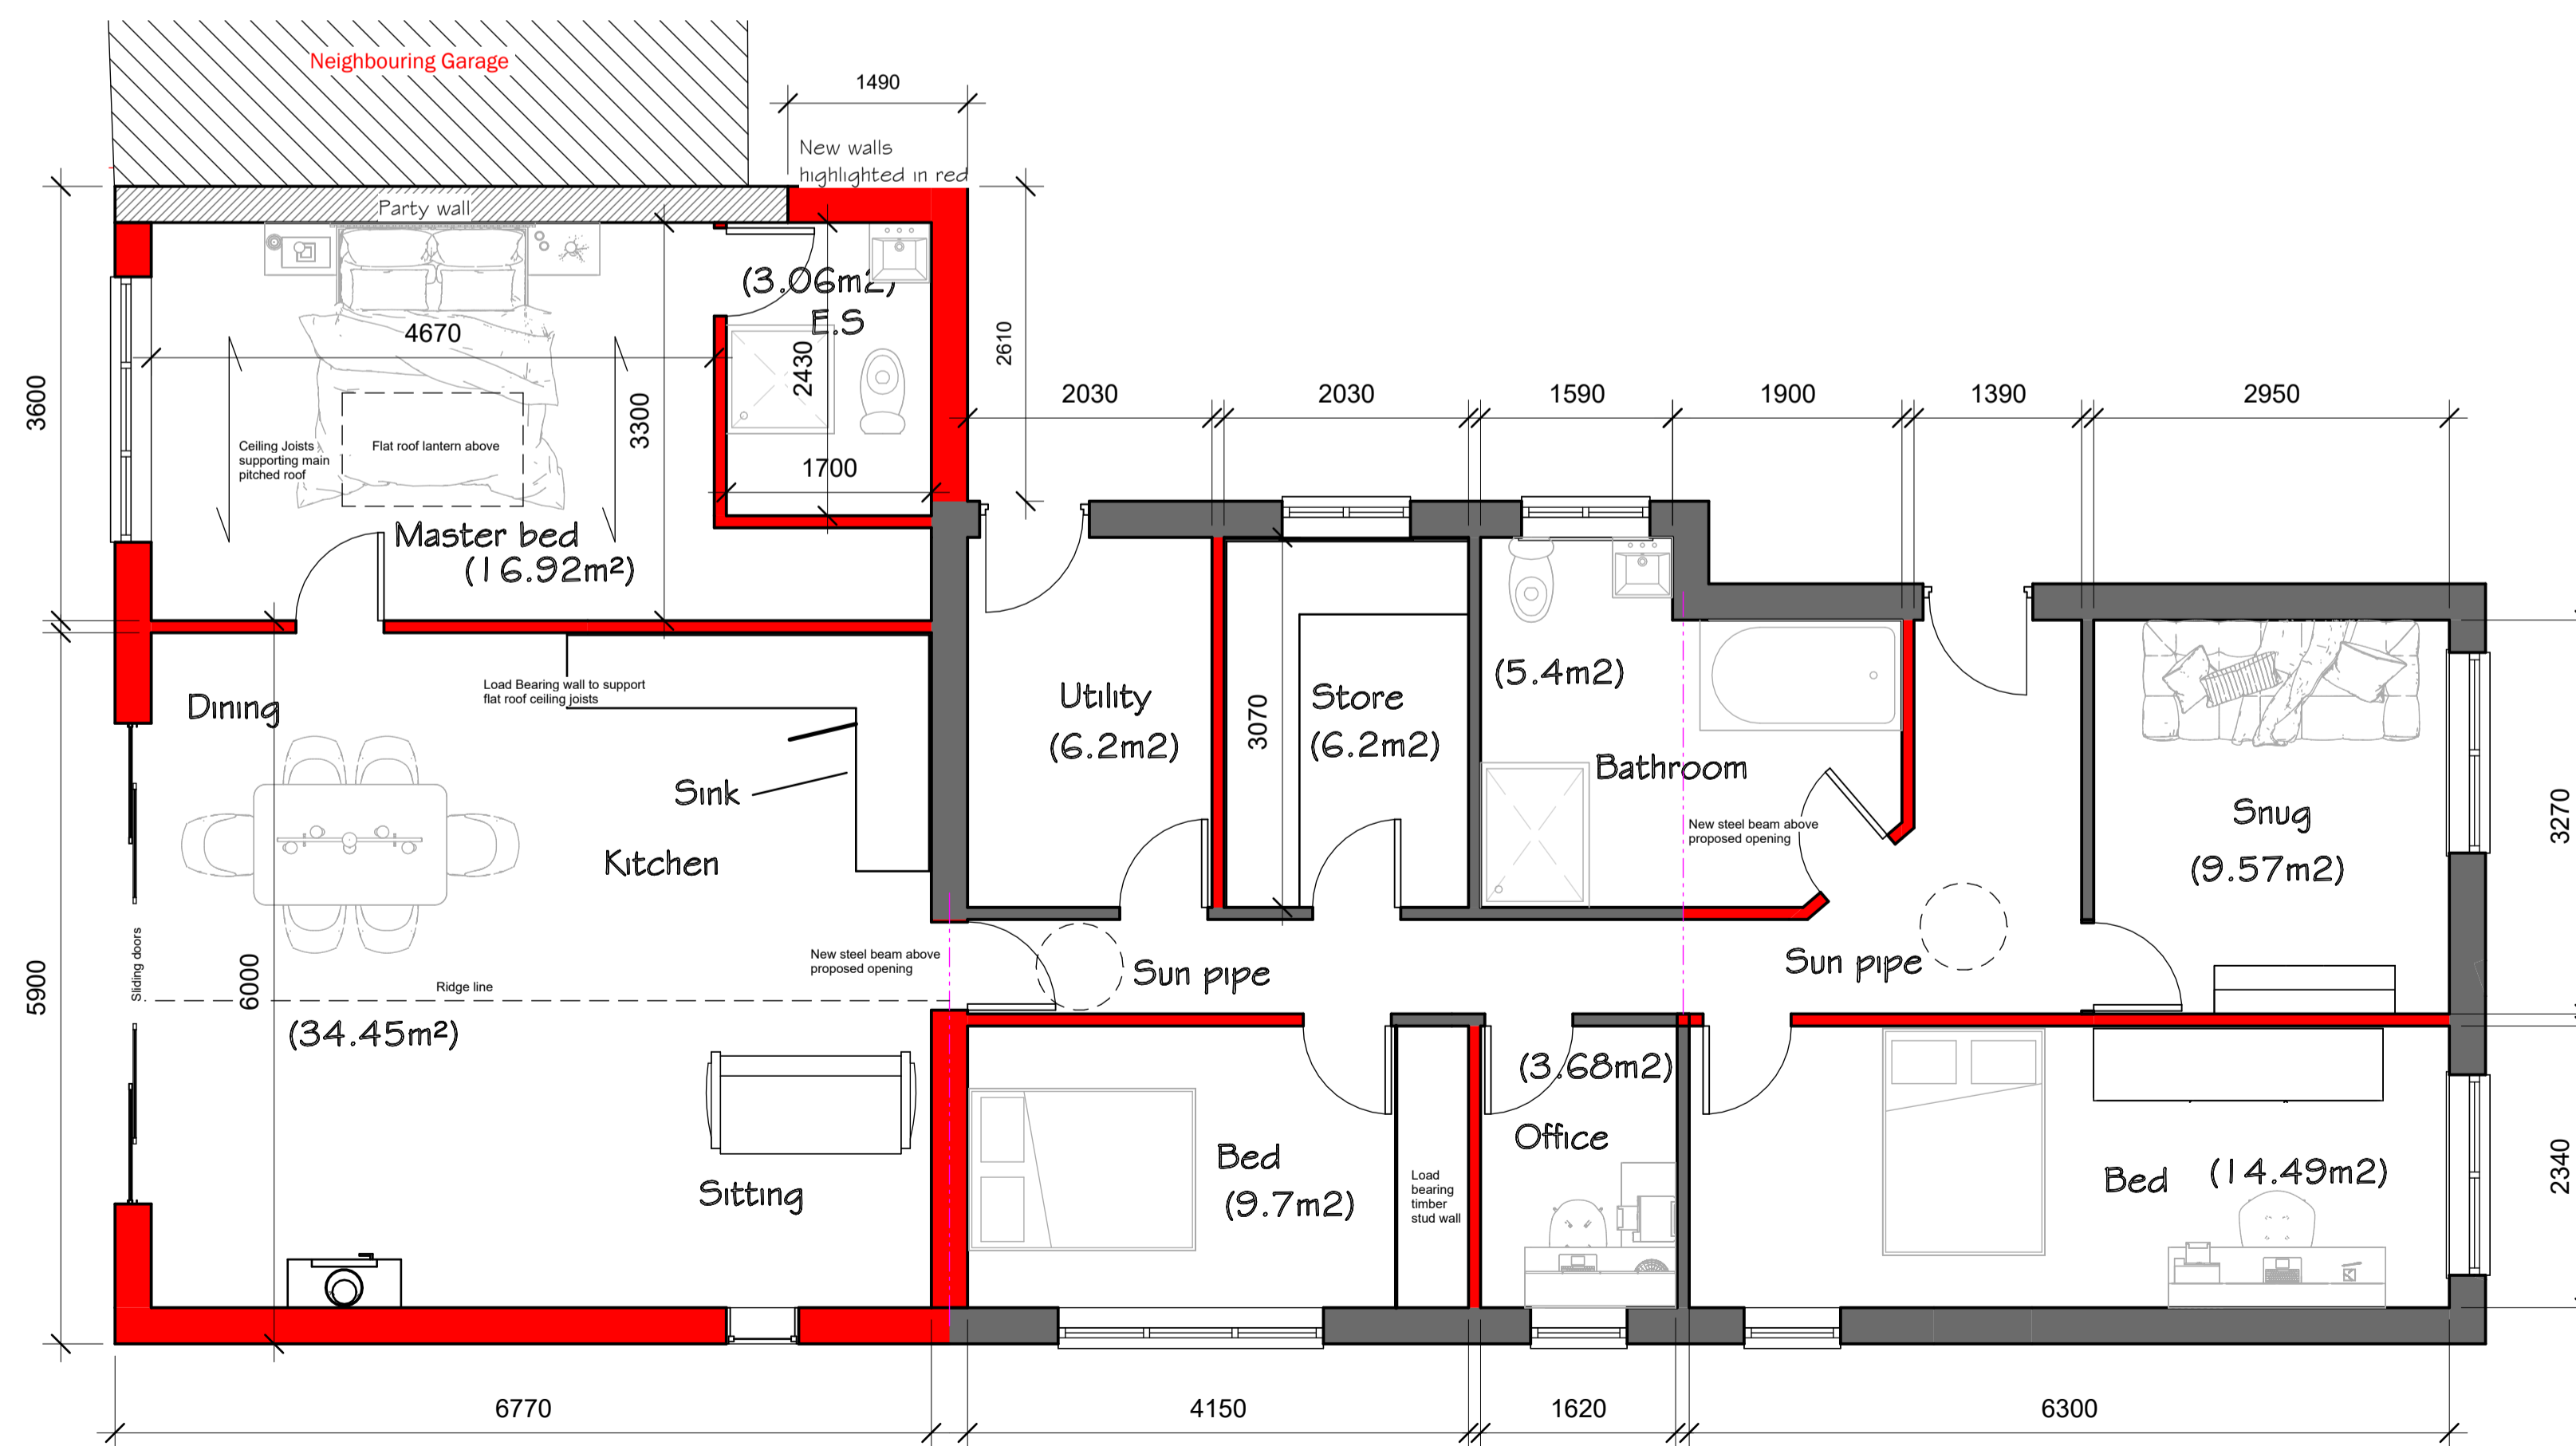 Neighbouring Garage
1490
New walls
highlighted in red
Party wall
(3.06m2)
E.S
4670
2430
3300
2610
3600
2030
2030
1590
1900
1390
2950
Ceiling Joists
supporting main
pitched roof
Flat roof lantern above
1700
Master bed
(16.92m²)
Load Bearing wall to support
flat roof ceiling joists
Dining
Utility
(6.2m2)
3070
Store
(6.2m2)
(5.4m2)
Bathroom
Sink
Kitchen
New steel beam above
proposed opening
Snug
(9.57m2)
3270
Sliding doors
5900
6000
New steel beam above
proposed opening
Ridge line
Sun pipe
Sun pipe
(34.45m²)
(3.68m2)
Office
Bed
(9.7m2)
Load
bearing
timber
stud wall
Sitting
Bed (14.49m2)
2340
6770
4150
1620
6300